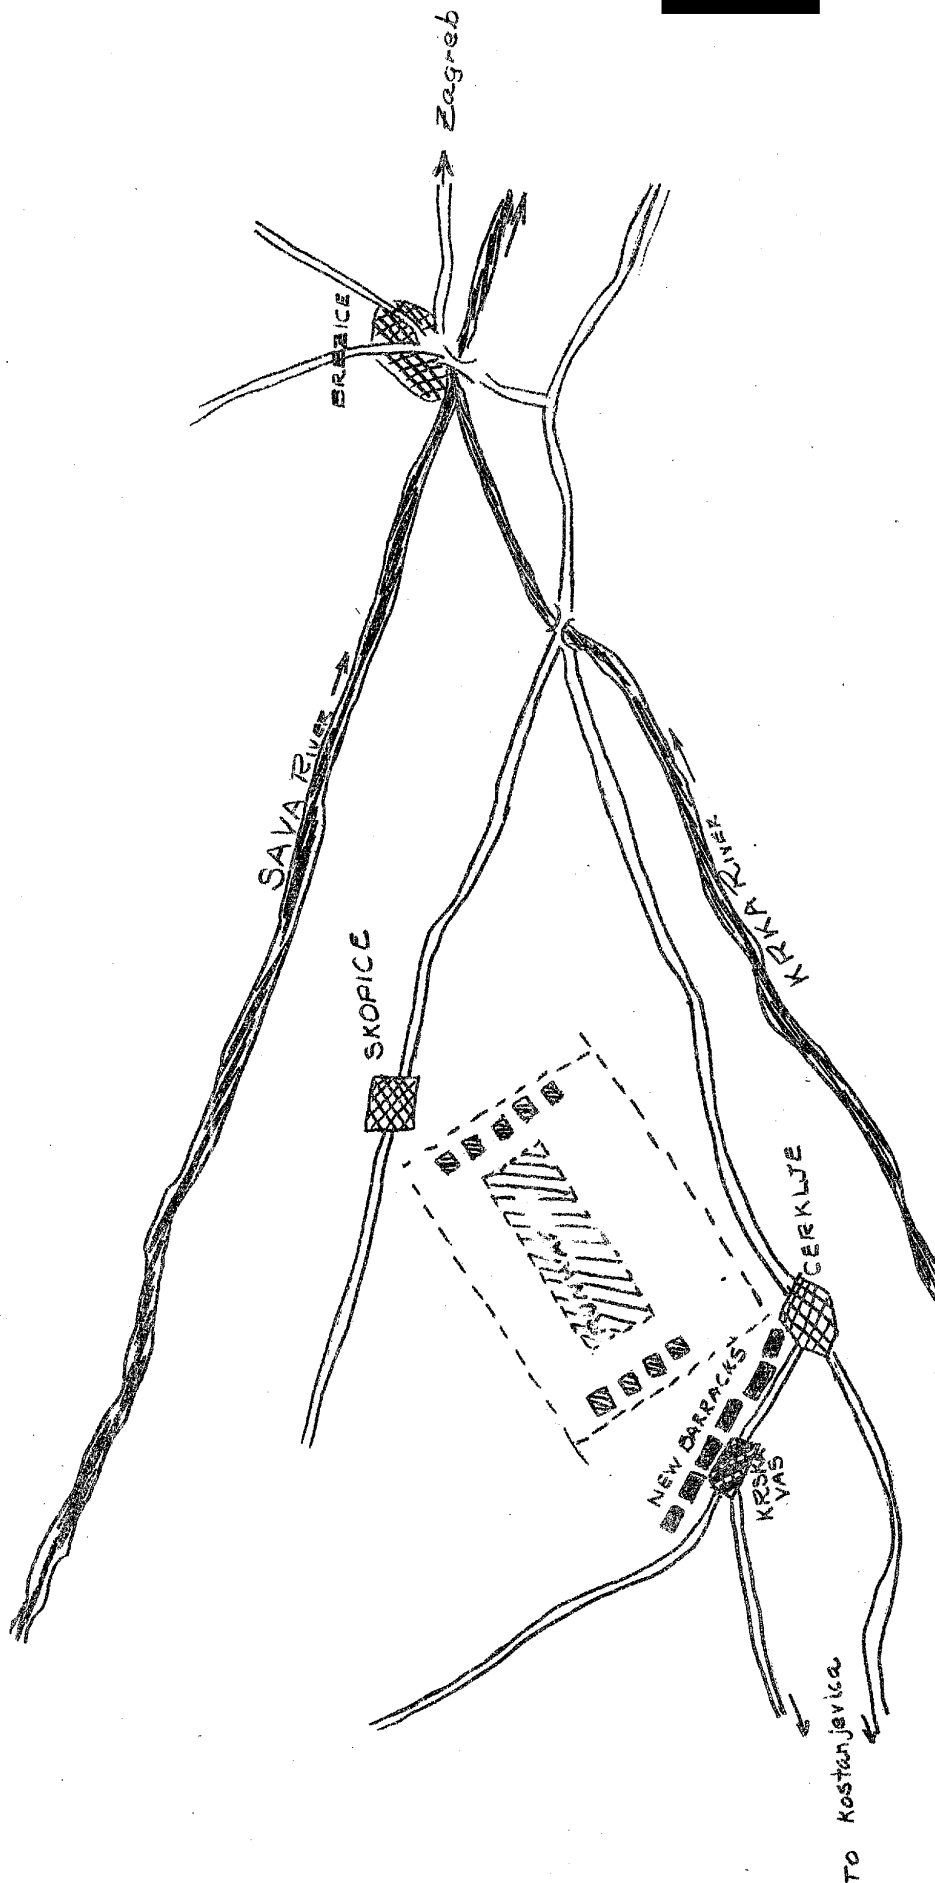 Zagreb
BREZICE
SAVA RIVER
SKOPICE
KRKA RIVER
CERKLJE
NEW BARRACKS
KRSKA
VAS
TO Kostanjevica